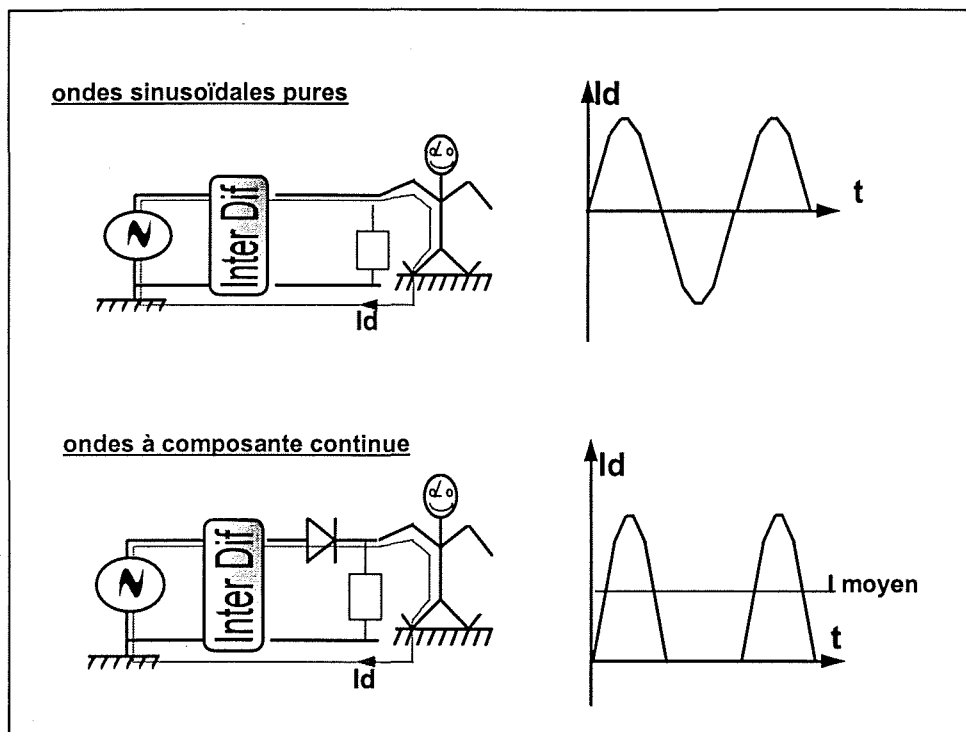 ondes sinusoïdales pures
Id
t
Inter Dif
Id
ondes à composante continue
Id
I moyen
t
Inter Dif
Id